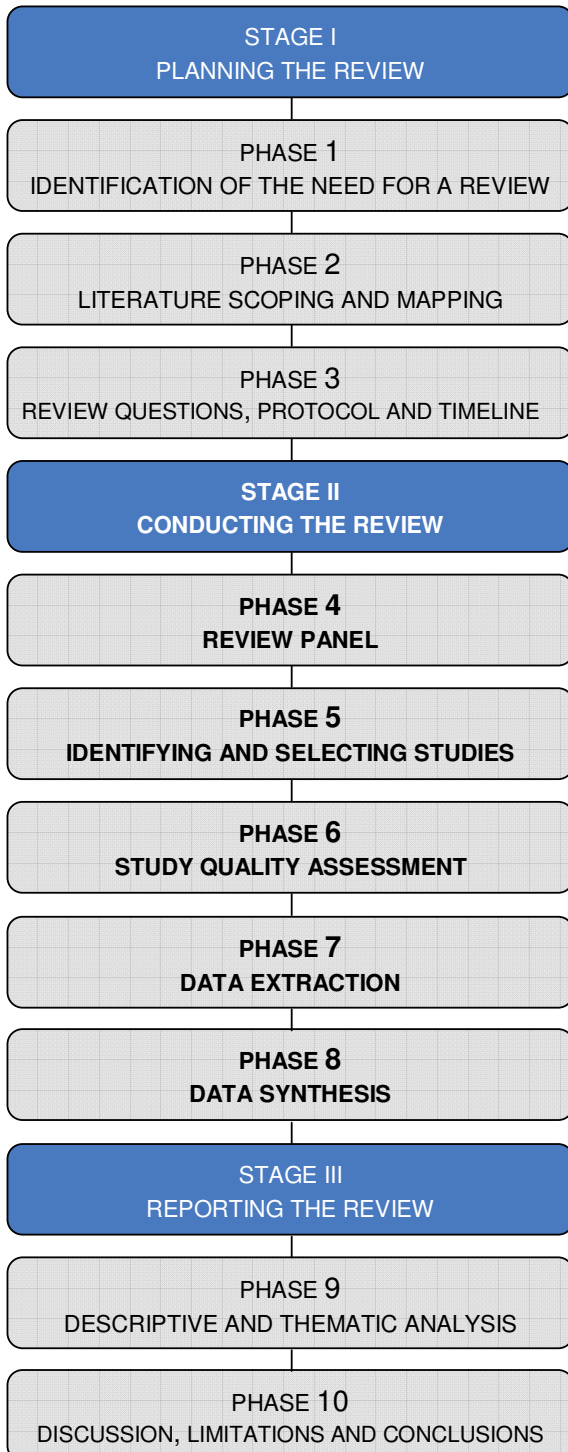 STAGE I
PLANNING THE REVIEW
PHASE 1
IDENTIFICATION OF THE NEED FOR A REVIEW
PHASE 2
LITERATURE SCOPING AND MAPPING
PHASE 3
REVIEW QUESTIONS, PROTOCOL AND TIMELINE
STAGE II
CONDUCTING THE REVIEW
PHASE 4
REVIEW PANEL
PHASE 5
IDENTIFYING AND SELECTING STUDIES
PHASE 6
STUDY QUALITY ASSESSMENT
PHASE 7
DATA EXTRACTION
PHASE 8
DATA SYNTHESIS
STAGE III
REPORTING THE REVIEW
PHASE 9
DESCRIPTIVE AND THEMATIC ANALYSIS
PHASE 10
DISCUSSION, LIMITATIONS AND CONCLUSIONS